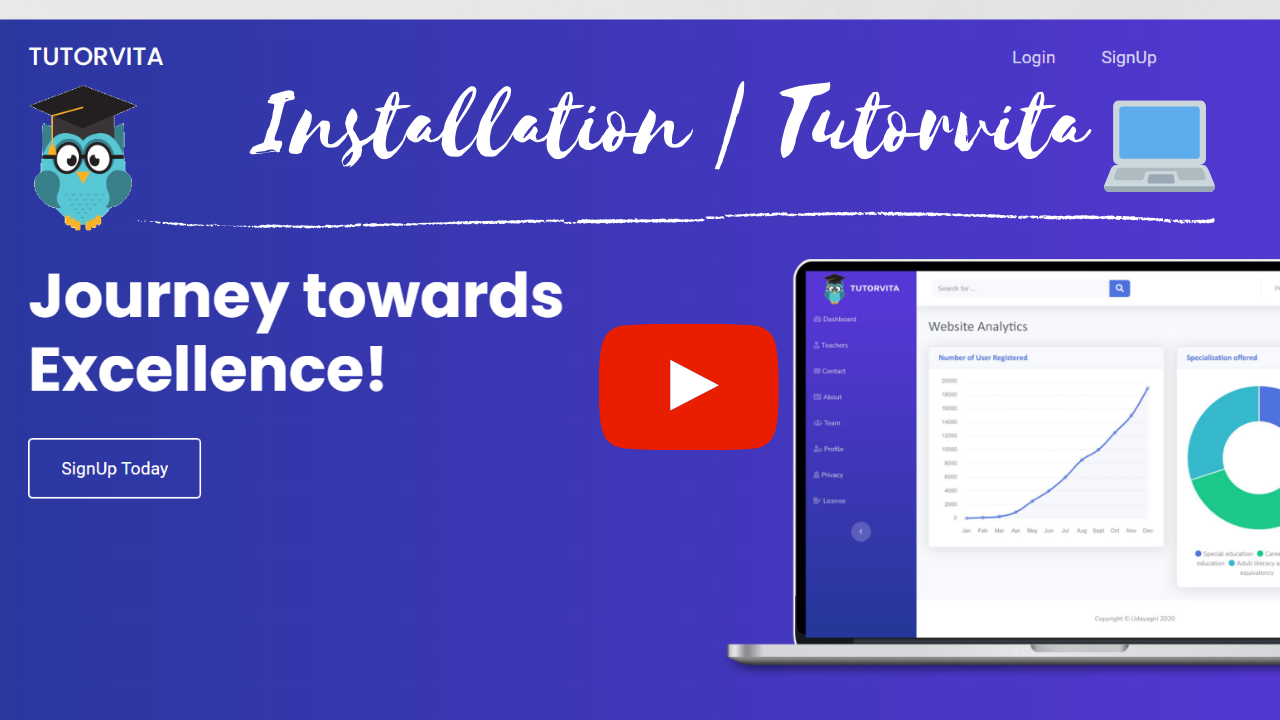 TUTORVITA
Login SignUp
Installation / Tutorvita
Journey towards
Excellence!
SignUp Today
TUTORVITA
Search for ...
Dashboard
Teachers
Contact
About
Team
Profile
Privacy
License
Website Analytics
Number of User Registered
20000
18000
16000
14000
12000
10000
8000
6000
4000
2000
0
Jan Feb Mar Apr May Jun Jul Aug Sept Oct Nov Dec
Specialization offered
Special education
education Adult literacy
equivalency
Copyright © Udayagiri 2020